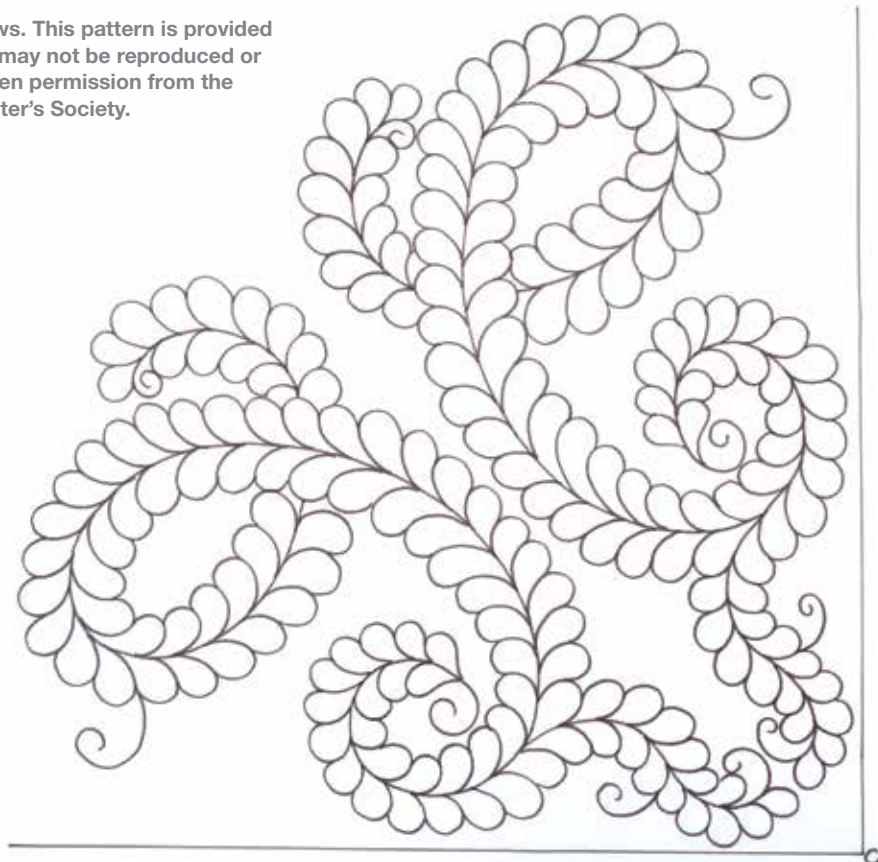 ws. This pattern is provided
may not be reproduced or
en permission from the
ter's Society.